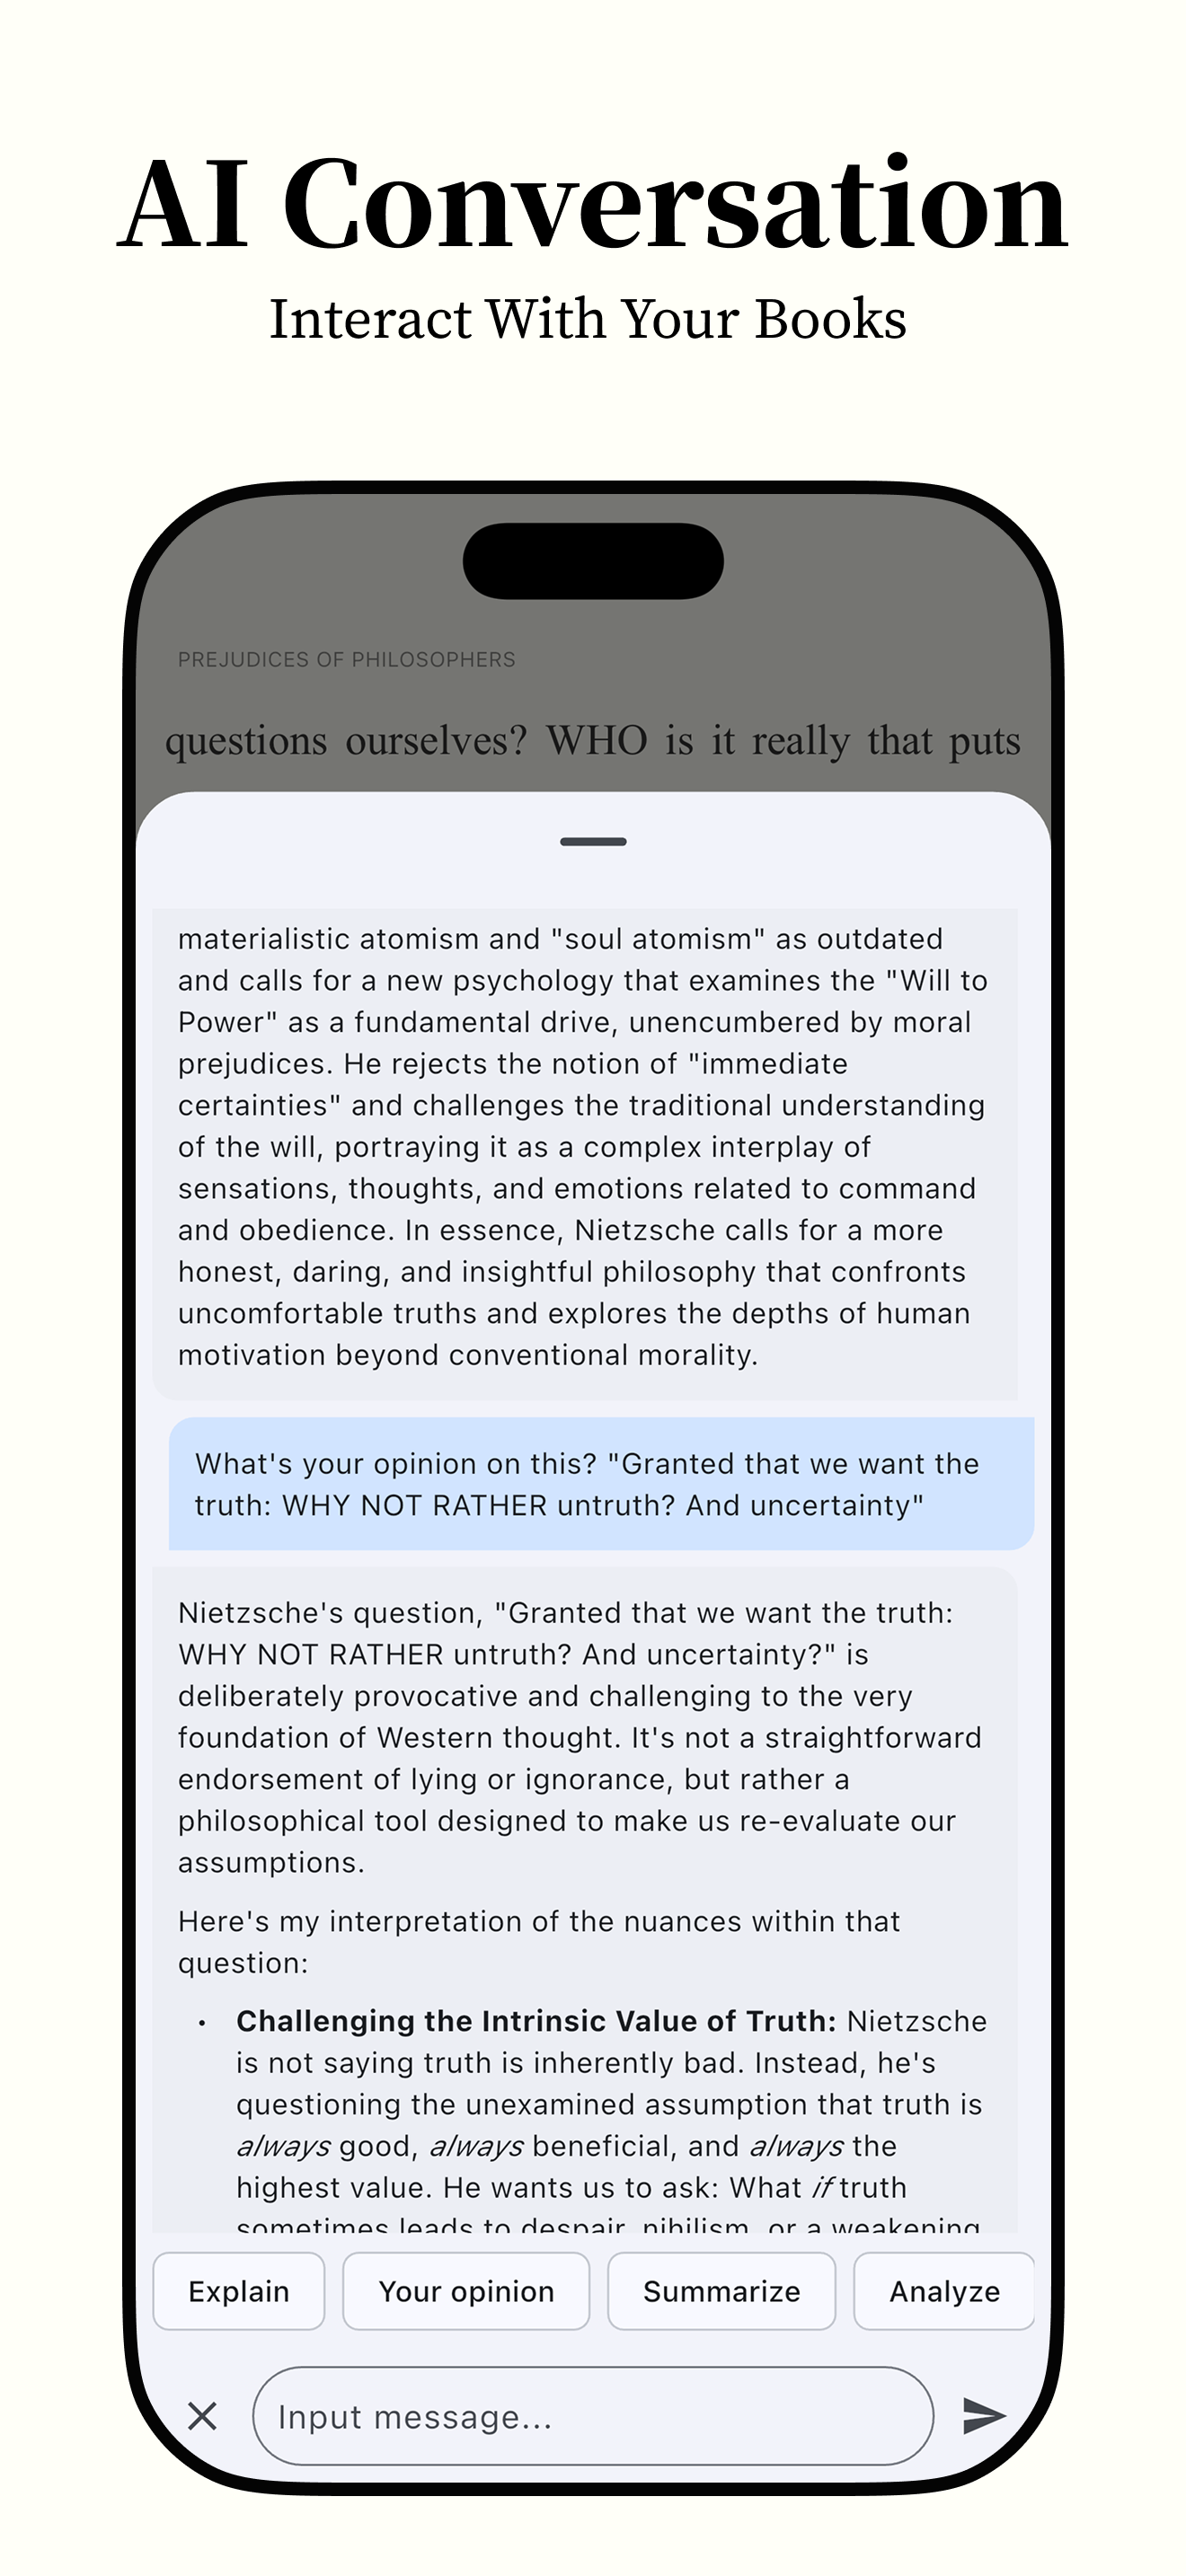 AI Conversation
Interact With Your Books
PREJUDICES OF PHILOSOPHERS
questions ourselves? WHO is it really that puts
materialistic atomism and "soul atomism" as outdated
and calls for a new psychology that examines the "Will to
Power" as a fundamental drive, unencumbered by moral
prejudices. He rejects the notion of "immediate
certainties" and challenges the traditional understanding
of the will, portraying it as a complex interplay of
sensations, thoughts, and emotions related to command
and obedience. In essence, Nietzsche calls for a more
honest, daring, and insightful philosophy that confronts
uncomfortable truths and explores the depths of human
motivation beyond conventional morality.
What's your opinion on this? "Granted that we want the
truth: WHY NOT RATHER untruth? And uncertainty"
Nietzsche's question, "Granted that we want the truth:
WHY NOT RATHER untruth? And uncertainty?" is
deliberately provocative and challenging to the very
foundation of Western thought. It's not a straightforward
endorsement of lying or ignorance, but rather a
philosophical tool designed to make us re-evaluate our
assumptions.
Here's my interpretation of the nuances within that
question:
• Challenging the Intrinsic Value of Truth: Nietzsche
is not saying truth is inherently bad. Instead, he's
questioning the unexamined assumption that truth is
always good, always beneficial, and always the
highest value. He wants us to ask: What if truth
sometimes leads to despair, nihilism, or a weakening
Explain
Your opinion
Summarize
Analyze
Input message...